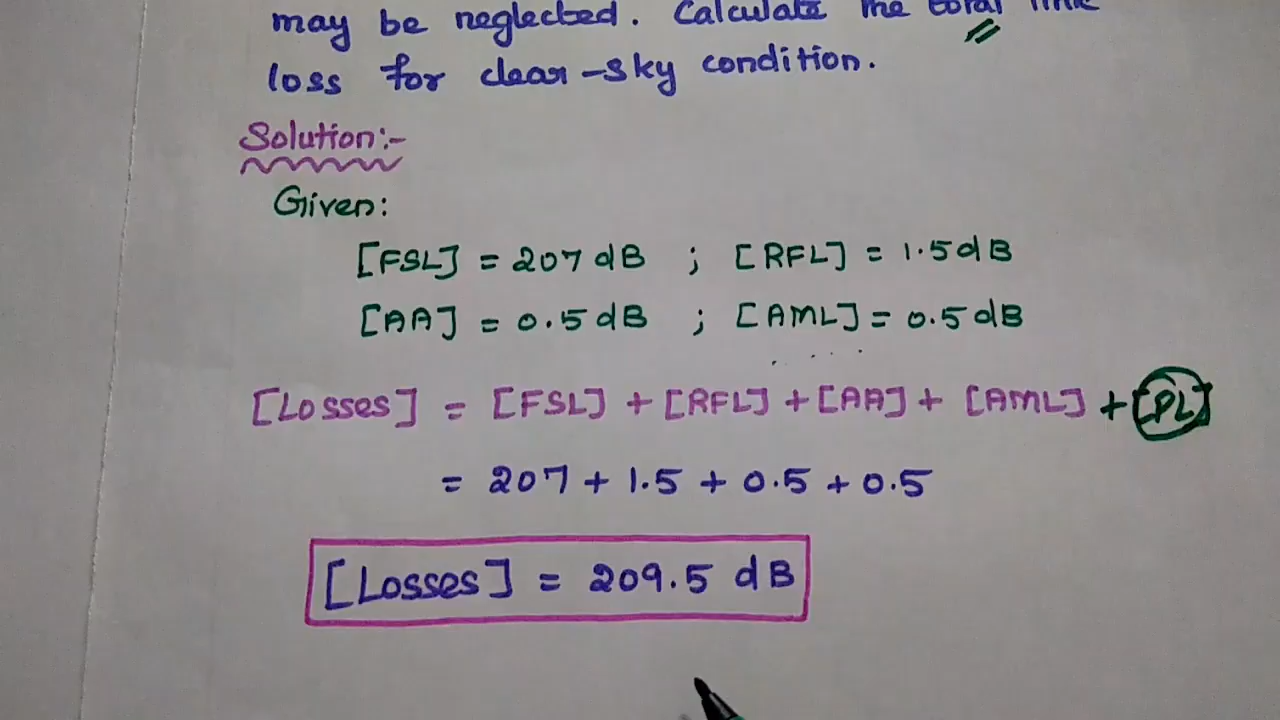 may be neglected. Calculate the total link
loss for clear-sky condition.
Solution:-
Given:
[FSL] = 207 dB ; [RFL] = 1.5 dB
[AA] = 0.5 dB ; [AML] = 0.5 dB
[Losses] = [FSL] + [RFL] + [AA] + [AML] + [PL]
= 207 + 1.5 + 0.5 + 0.5
[Losses] = 209.5 dB